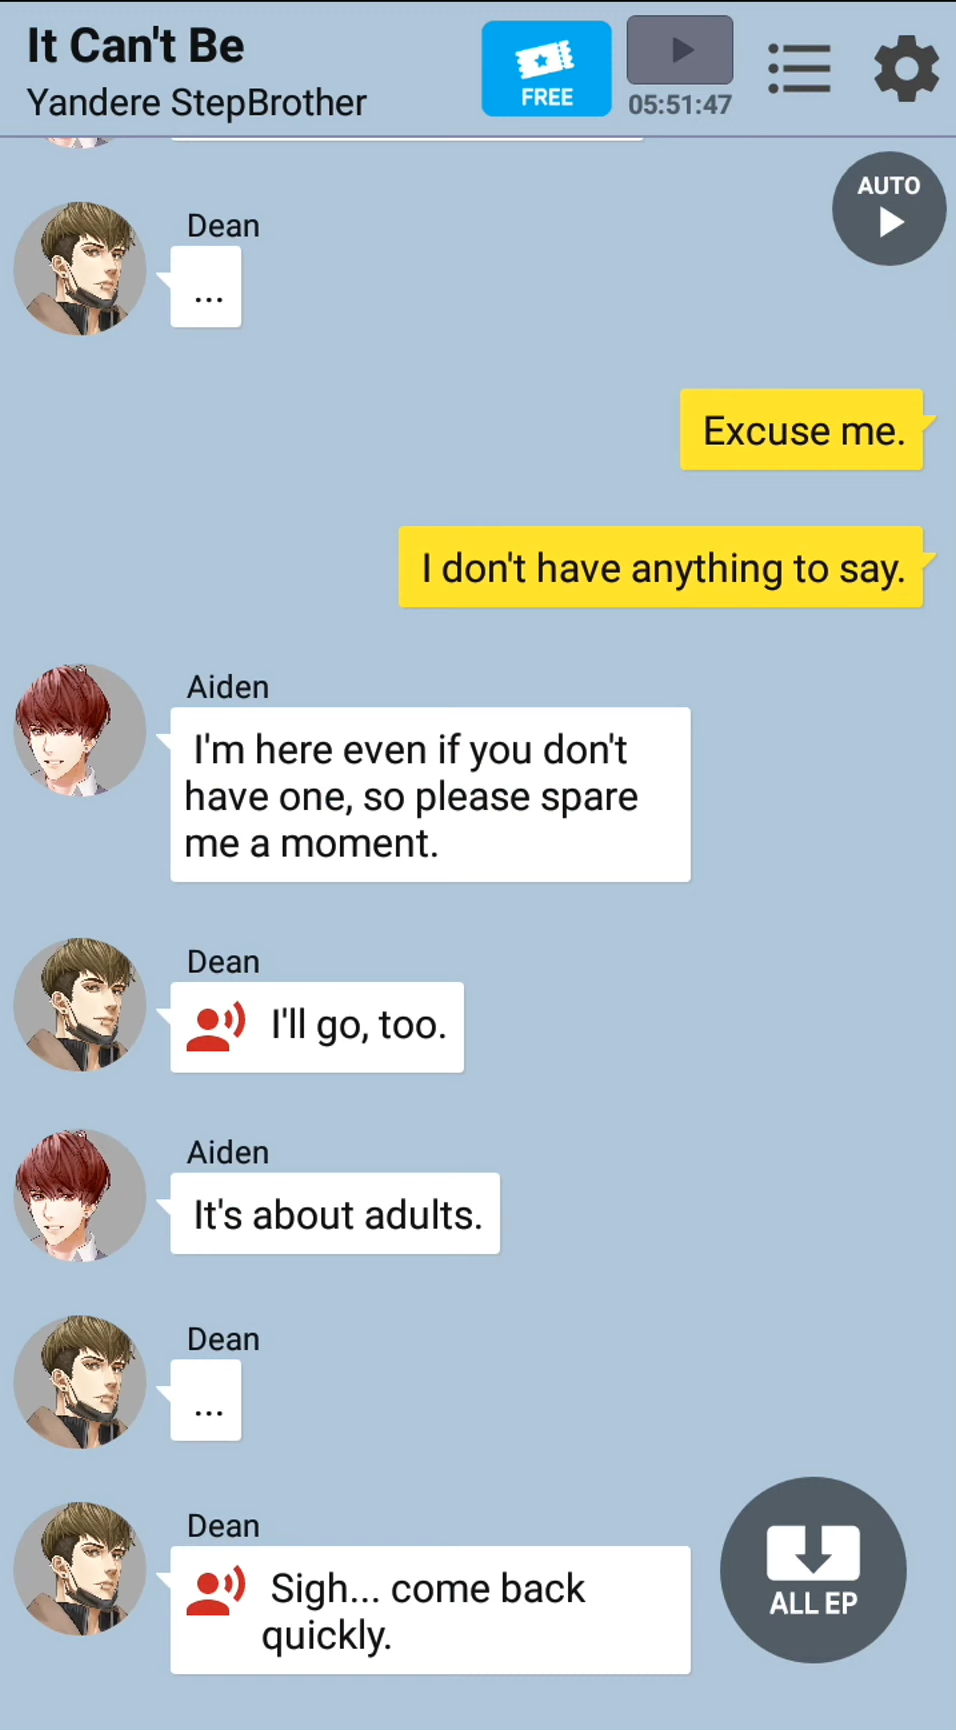 It Can't Be
Yandere StepBrother
FREE
05:51:47
AUTO
Dean
...
Excuse me.
I don't have anything to say.
Aiden
I'm here even if you don't
have one, so please spare
me a moment.
Dean
I'll go, too.
Aiden
It's about adults.
Dean
...
Dean
Sigh... come back
quickly.
ALL EP